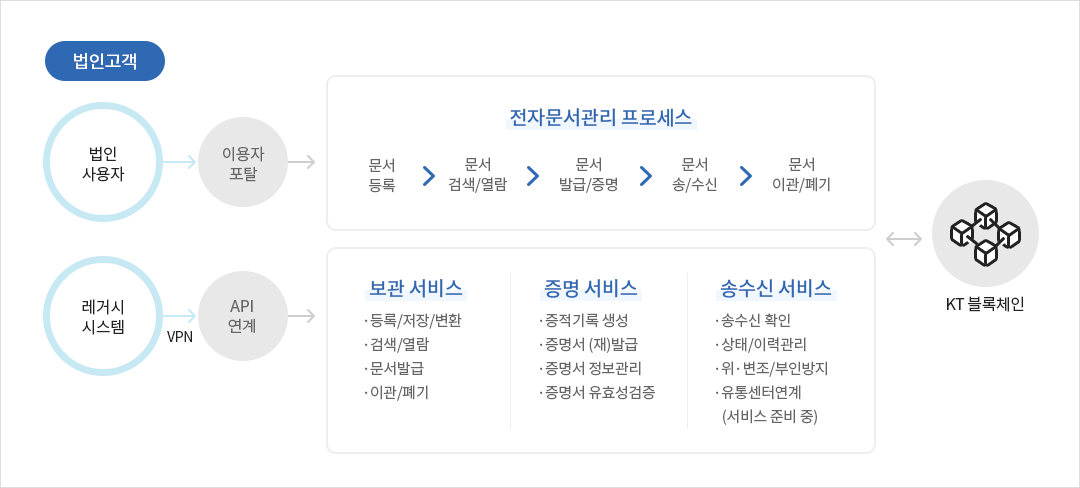 법인고객
법인
사용자
이용자
포탈
전자문서관리 프로세스
문서
등록
문서
검색/열람
문서
발급/증명
문서
송/수신
문서
이관/폐기
레거시
시스템
VPN
API
연계
보관 서비스
·등록/저장/변환
·검색/열람
·문서발급
·이관/폐기
증명 서비스
·증적기록 생성
·증명서 (재)발급
·증명서 정보관리
·증명서 유효성검증
송수신 서비스
·송수신 확인
·상태/이력관리
·위·변조/부인방지
·유통센터연계
(서비스 준비 중)
KT 블록체인